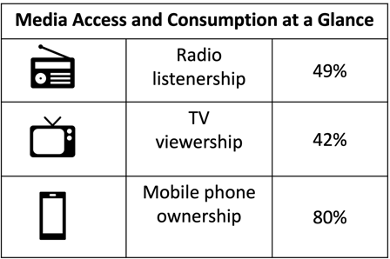 Media Access and Consumption at a Glance
Radio
listenership
49%
TV
viewership
42%
Mobile phone
ownership
80%